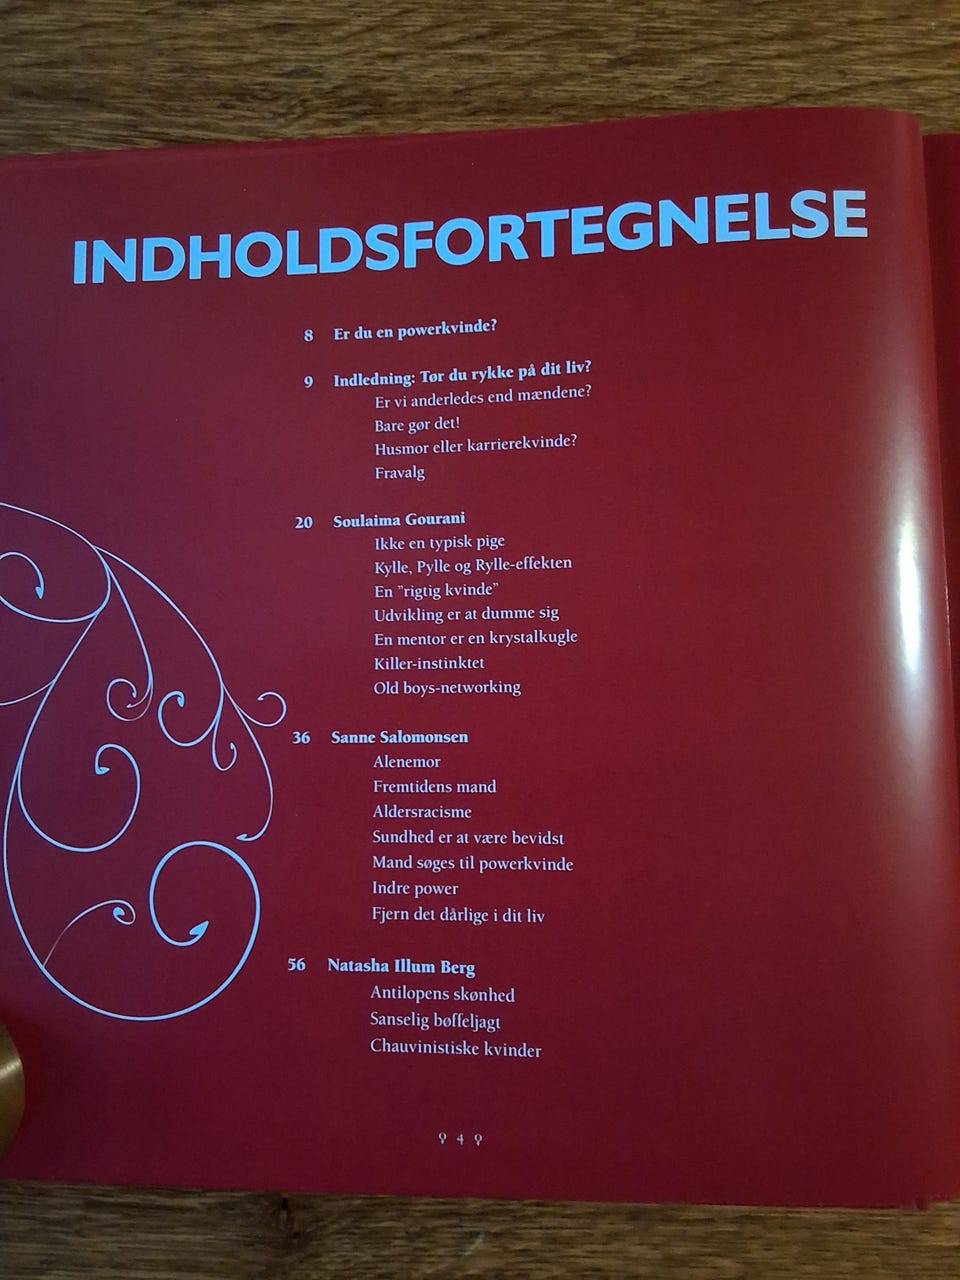 INDHOLDSFORTEGNELSE
8 Er du en powerkvinde?
9 Indledning: Tør du rykke på dit liv?
Er vi anderledes end mændene?
Bare gør det!
Husmor eller karrierekvinde?
Fravalg
20 Soulaima Gourani
Ikke en typisk pige
Kylle, Pylle og Rylle-effekten
En ”rigtig kvinde”
Udvikling er at dumme sig
En mentor er en krystalkugle
Killer-instinktet
Old boys-networking
36 Sanne Salomonsen
Alenemor
Fremtidens mand
Aldersracisme
Sundhed er at være bevidst
Mand søges til powerkvinde
Indre power
Fjern det dårlige i dit liv
56 Natasha Illum Berg
Antilopens skønhed
Sanselig bøffeljagt
Chauvinistiske kvinder
♀ 4 ♀